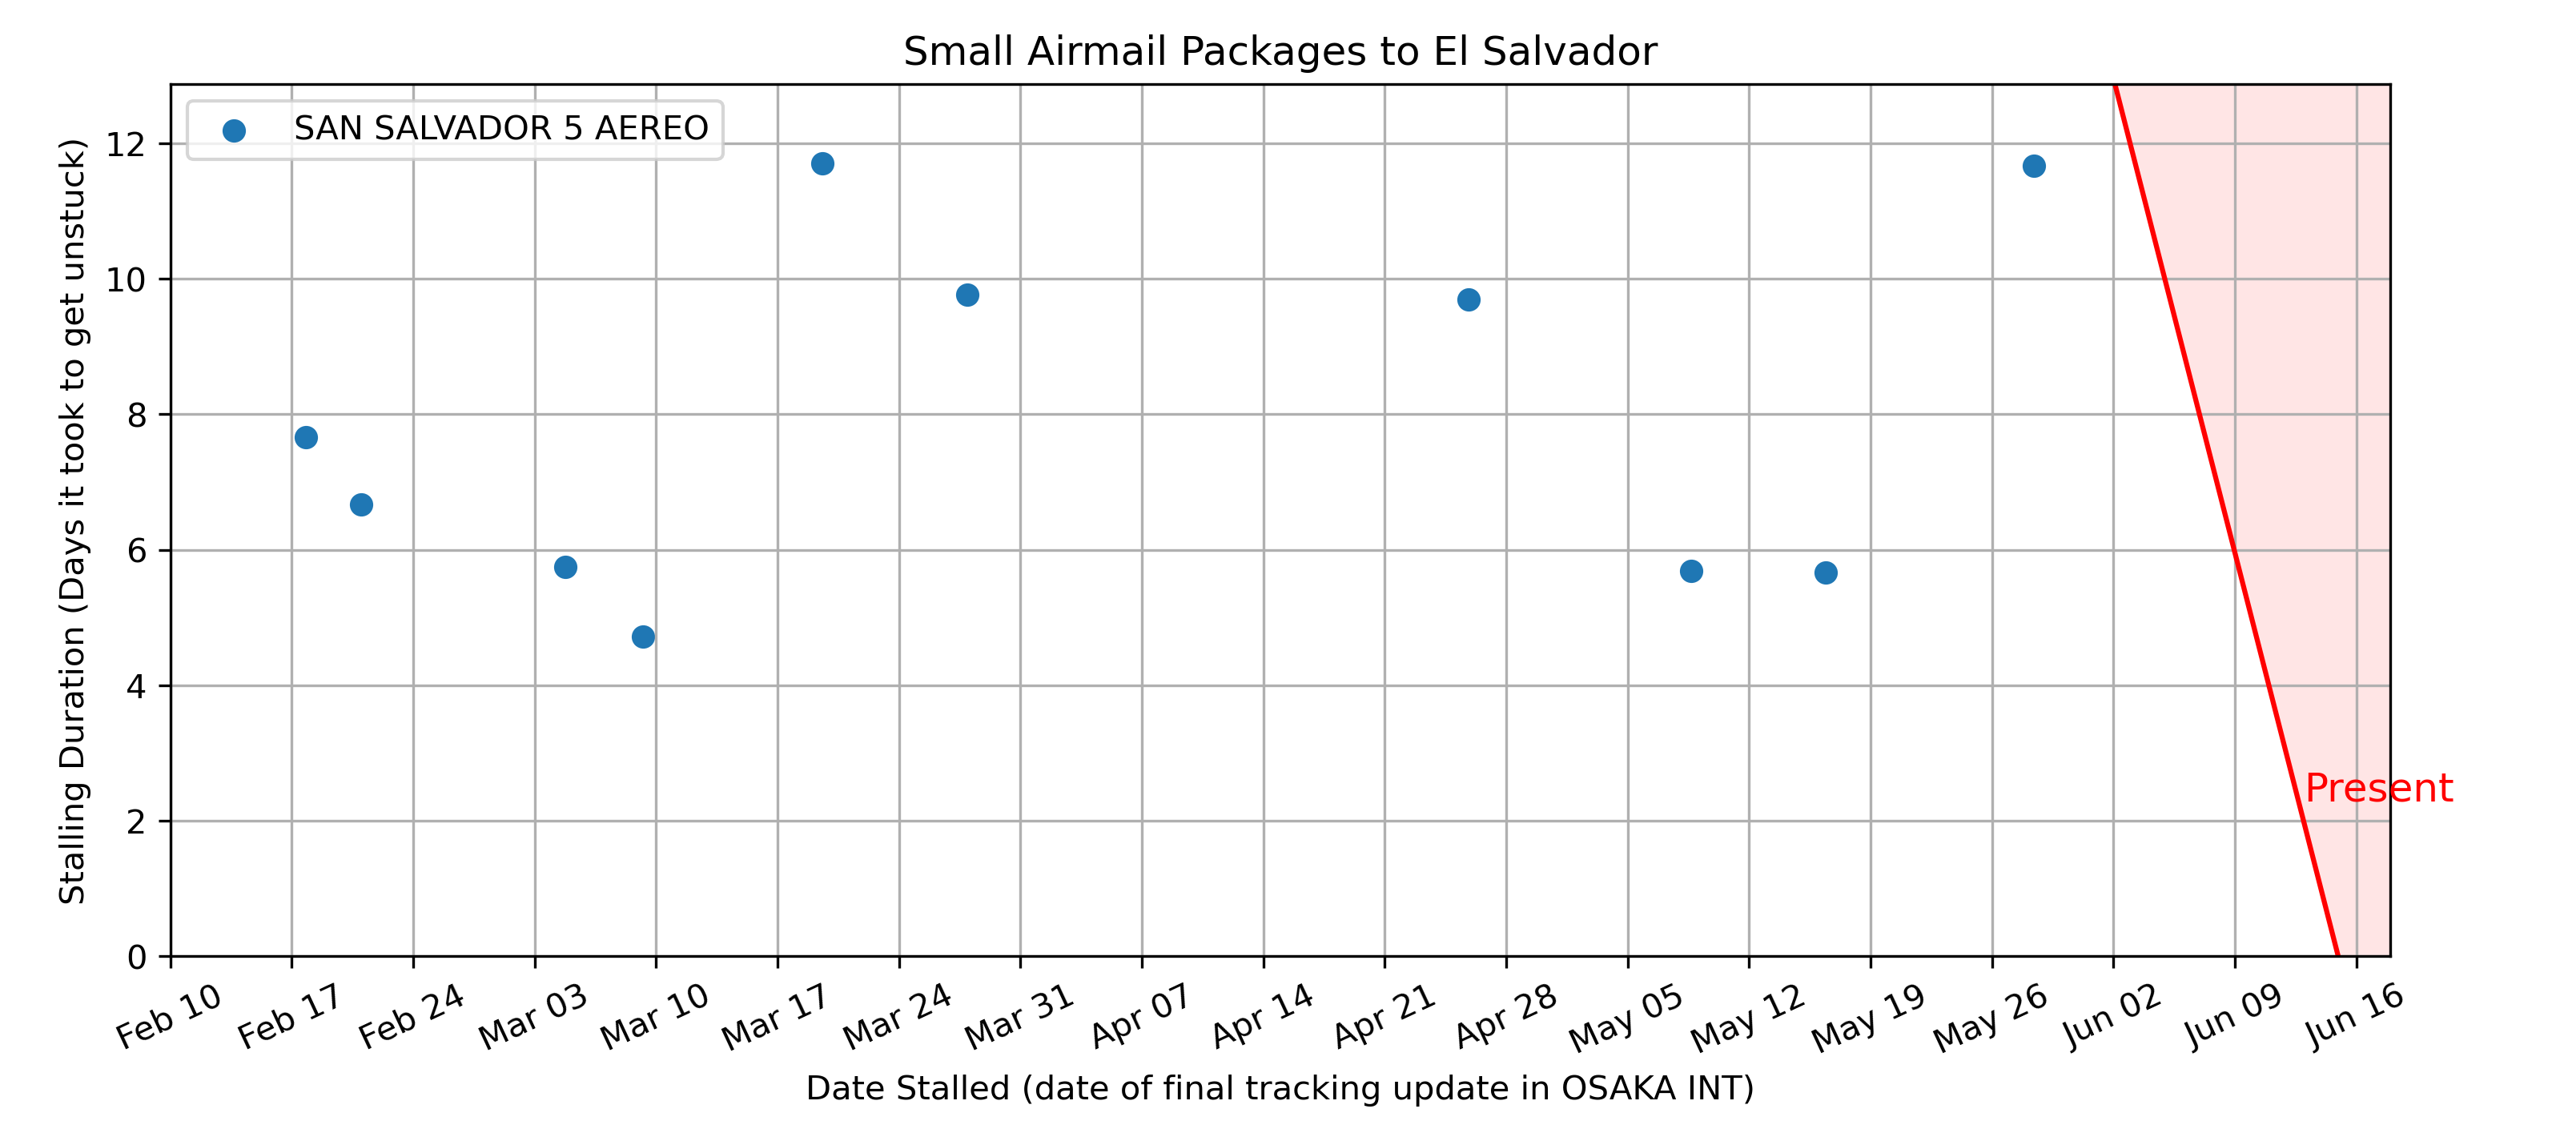 Small Airmail Packages to El Salvador
SAN SALVADOR 5 AEREO
Stalling Duration (Days it took to get unstuck)
12
10
8
6
4
2
0
Present
Feb 10
Feb 17
Feb 24
Mar 03
Mar 10
Mar 17
Mar 24
Mar 31
Apr 07
Apr 14
Apr 21
Apr 28
May 05
May 12
May 19
May 26
Jun 02
Jun 09
Jun 16
Date Stalled (date of final tracking update in OSAKA INT)